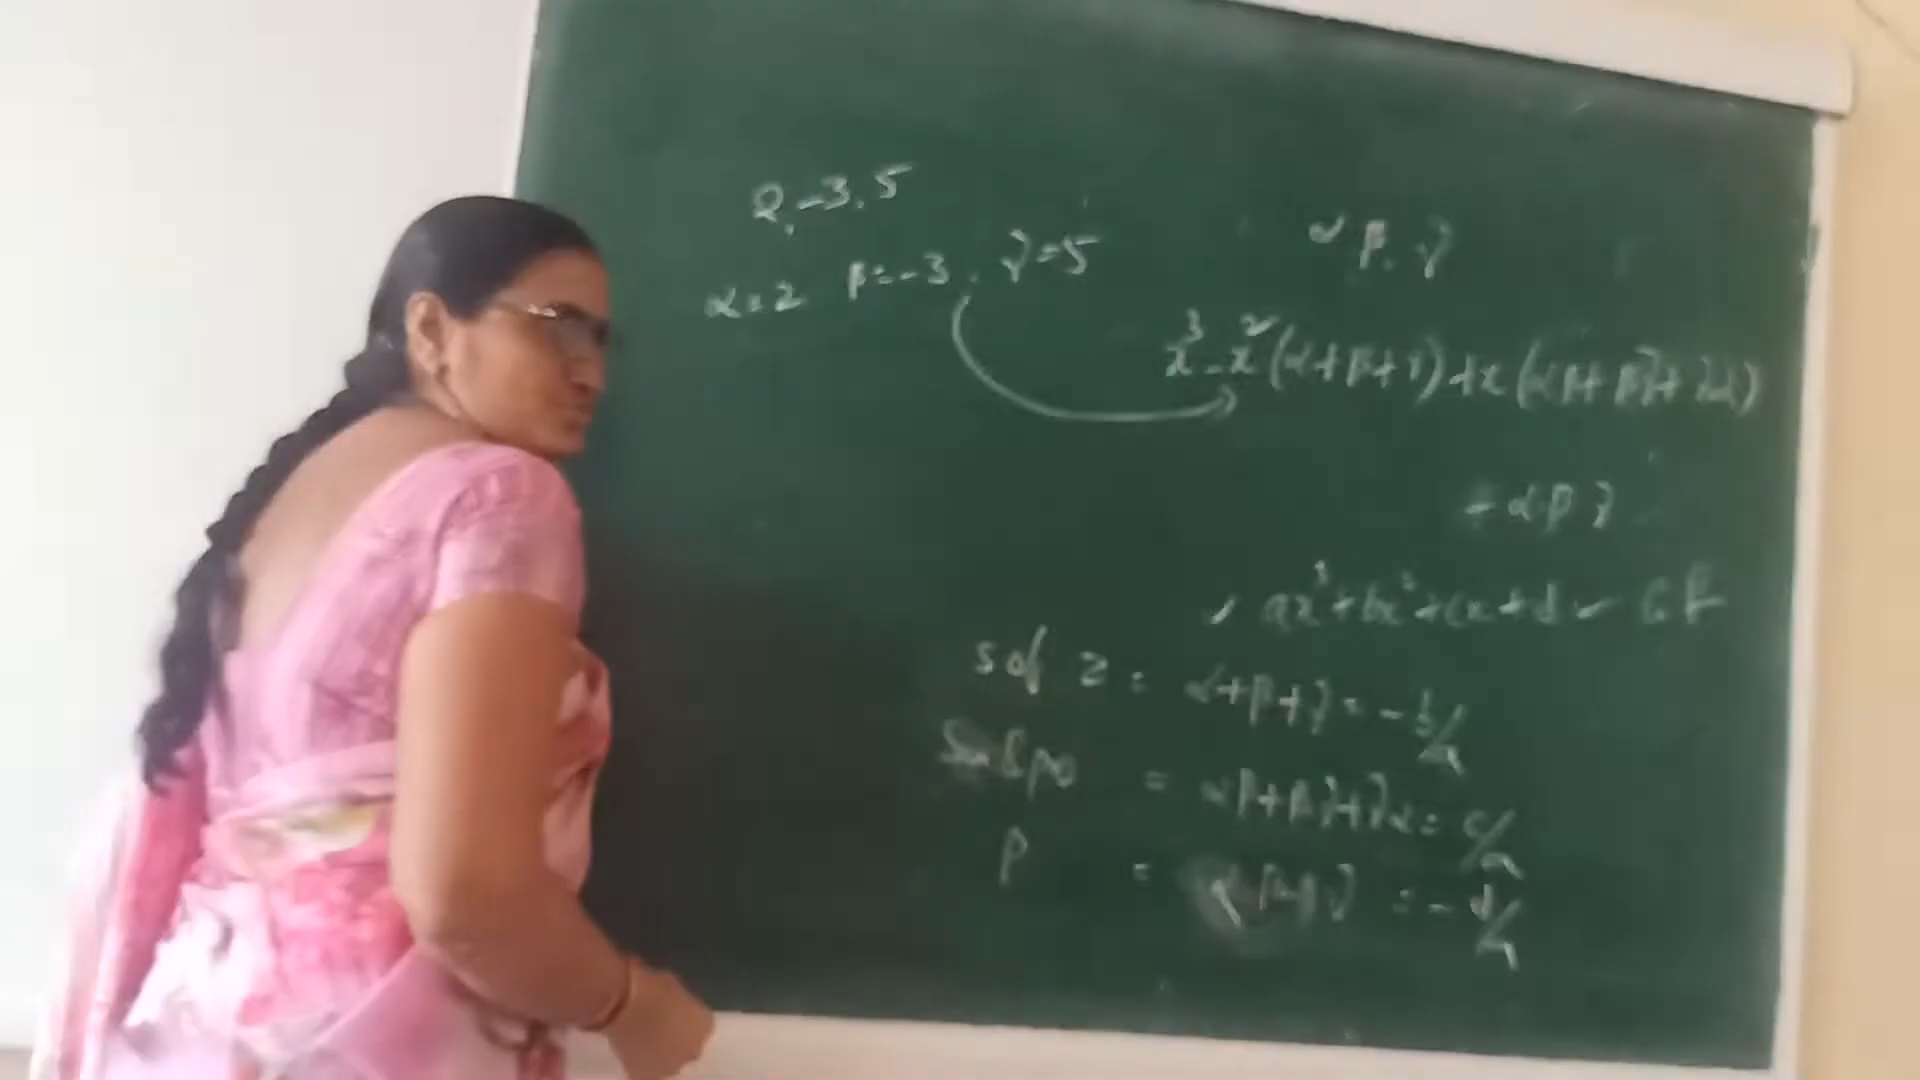 2, -3, 5
α = 2 β = -3, γ = 5
α β, γ
x³ - x²(α+β+γ) + x(αβ+βγ+γα)
+ αβγ
✓ ax³+bx²+cx+d
S of Z = α+β+γ = -b/a
= αβ+βγ+γα = c/a
P = αβγ = -d/a